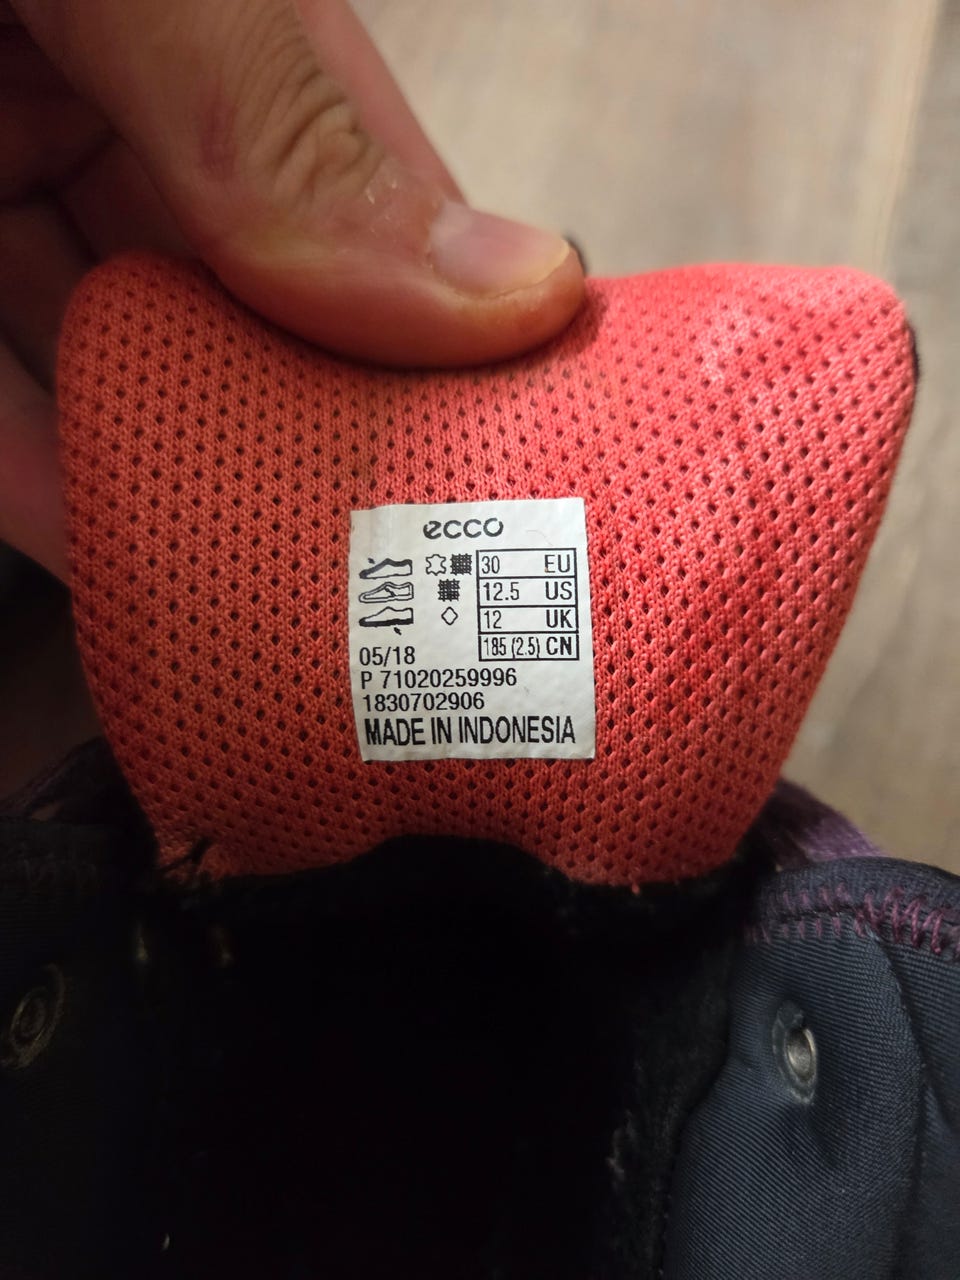 ecco
30 EU
12.5 US
12 UK
185 (2.5) CN
05/18
P 71020259996
1830702906
MADE IN INDONESIA